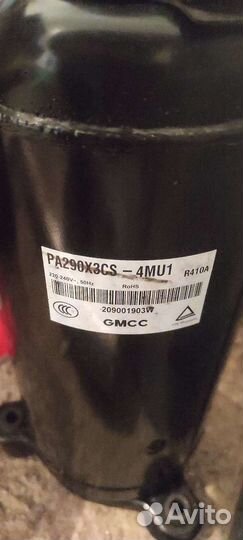 PA290X3CS-4MU1 R410A
220-240V~, 50Hz RoHS
209001903W
GMCC
Avito